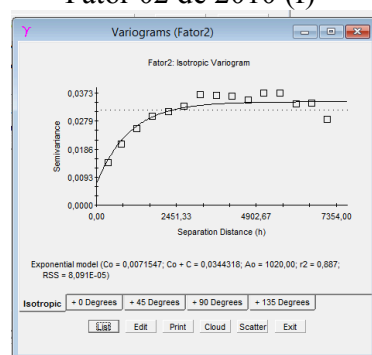 Fator 02 de 2010 (f)
Variograms (Fator2)
Fator2: Isotropic Variogram
0,0373
0,0279
0,0186
0,0093
0,0000
Semivariance
0,00 2451,33 4902,67 7354,00
Separation Distance (h)
Exponential model (Co = 0,0071547; Co + C = 0,0344318; Ao = 1020,00; r2 = 0,887;
RSS = 8,091E-05)
Isotropic + 0 Degrees + 45 Degrees + 90 Degrees + 135 Degrees
List Edit Print Cloud Scatter Exit